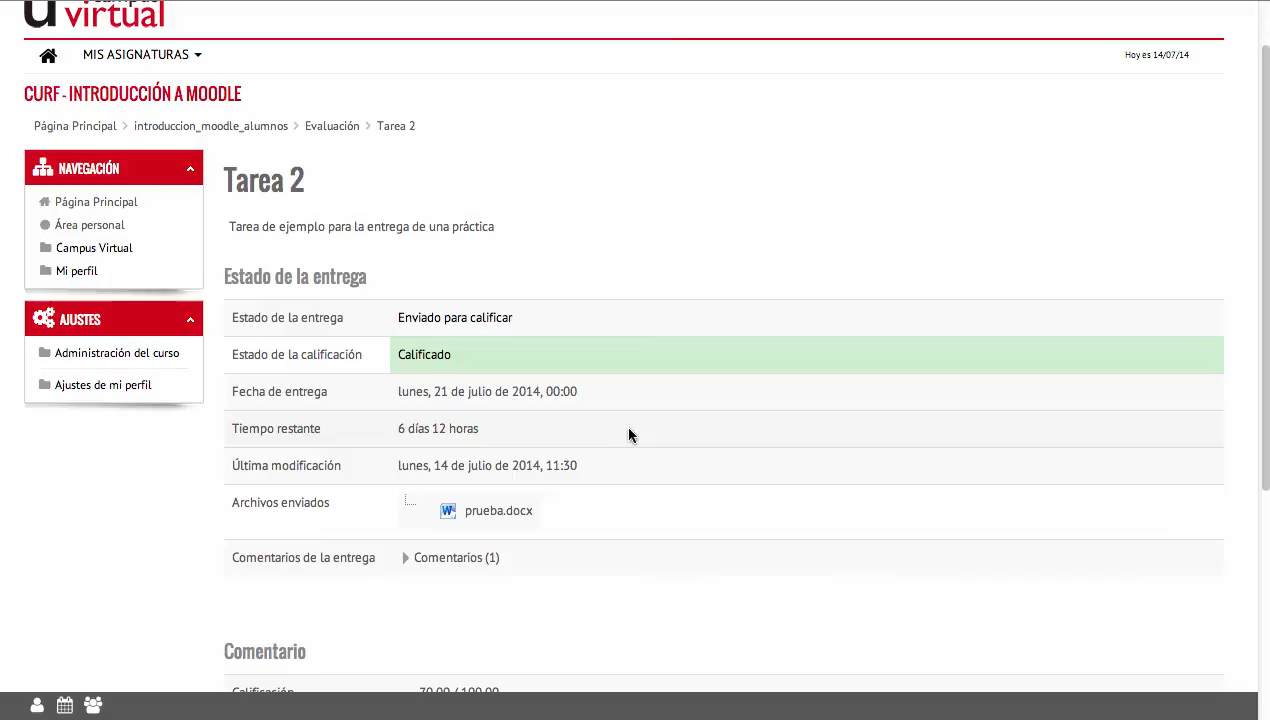 virtual
MIS ASIGNATURAS
Hoy es 14/07/14
CURF - INTRODUCCIÓN A MOODLE
Página Principal > introduccion_moodle_alumnos > Evaluación > Tarea 2
NAVEGACIÓN
Página Principal
Área personal
Campus Virtual
Mi perfil
AJUSTES
Administración del curso
Ajustes de mi perfil
Tarea 2
Tarea de ejemplo para la entrega de una práctica
Estado de la entrega
Estado de la entrega Enviado para calificar
Estado de la calificación Calificado
Fecha de entrega lunes, 21 de julio de 2014, 00:00
Tiempo restante 6 días 12 horas
Última modificación lunes, 14 de julio de 2014, 11:30
Archivos enviados prueba.docx
Comentarios de la entrega Comentarios (1)
Comentario
Calificación 70,00 / 100,00